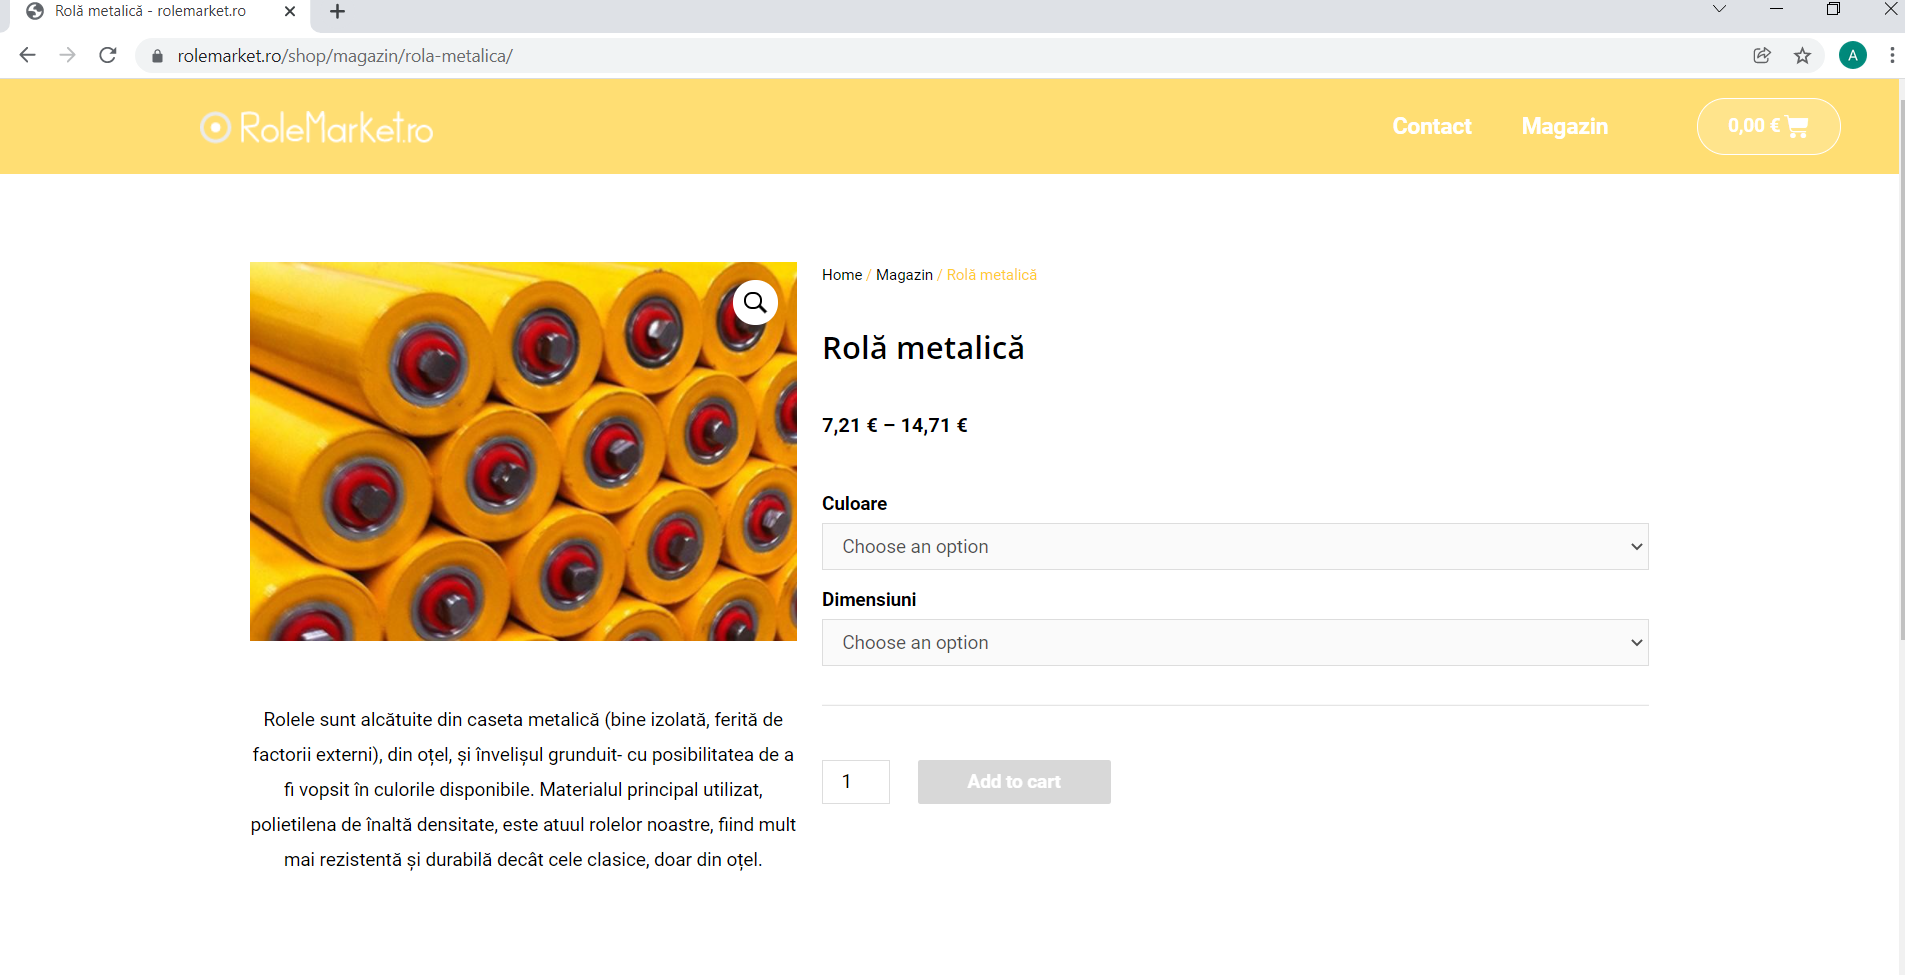 Rolă metalică - rolemarket.ro
rolemarket.ro/shop/magazin/rola-metalica/
A
RoleMarket.ro
Contact
Magazin
0,00 €
Home / Magazin / Rolă metalică
Rolă metalică
7,21 € – 14,71 €
Culoare
Choose an option
Dimensiuni
Choose an option
1
Add to cart
Rolele sunt alcătuite din caseta metalică (bine izolată, ferită de
factorii externi), din oțel, și învelișul grunduit- cu posibilitatea de a
fi vopsit în culorile disponibile. Materialul principal utilizat,
polietilena de înaltă densitate, este atuul rolelor noastre, fiind mult
mai rezistentă și durabilă decât cele clasice, doar din oțel.